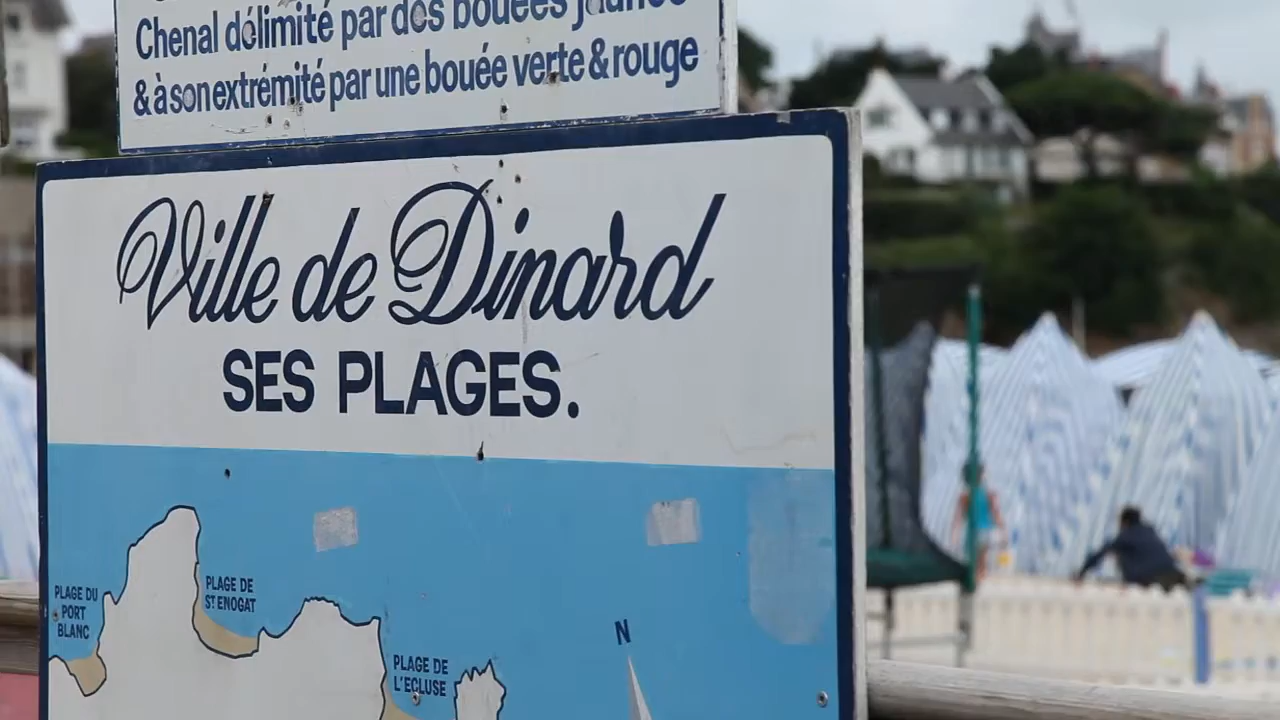 Chenal délimité par des bouées jaunes
& à son extrémité par une bouée verte & rouge
Ville de Dinard
SES PLAGES.
PLAGE DU
PORT
BLANC
PLAGE DE
ST ENOGAT
PLAGE DE
L'ECLUSE
N